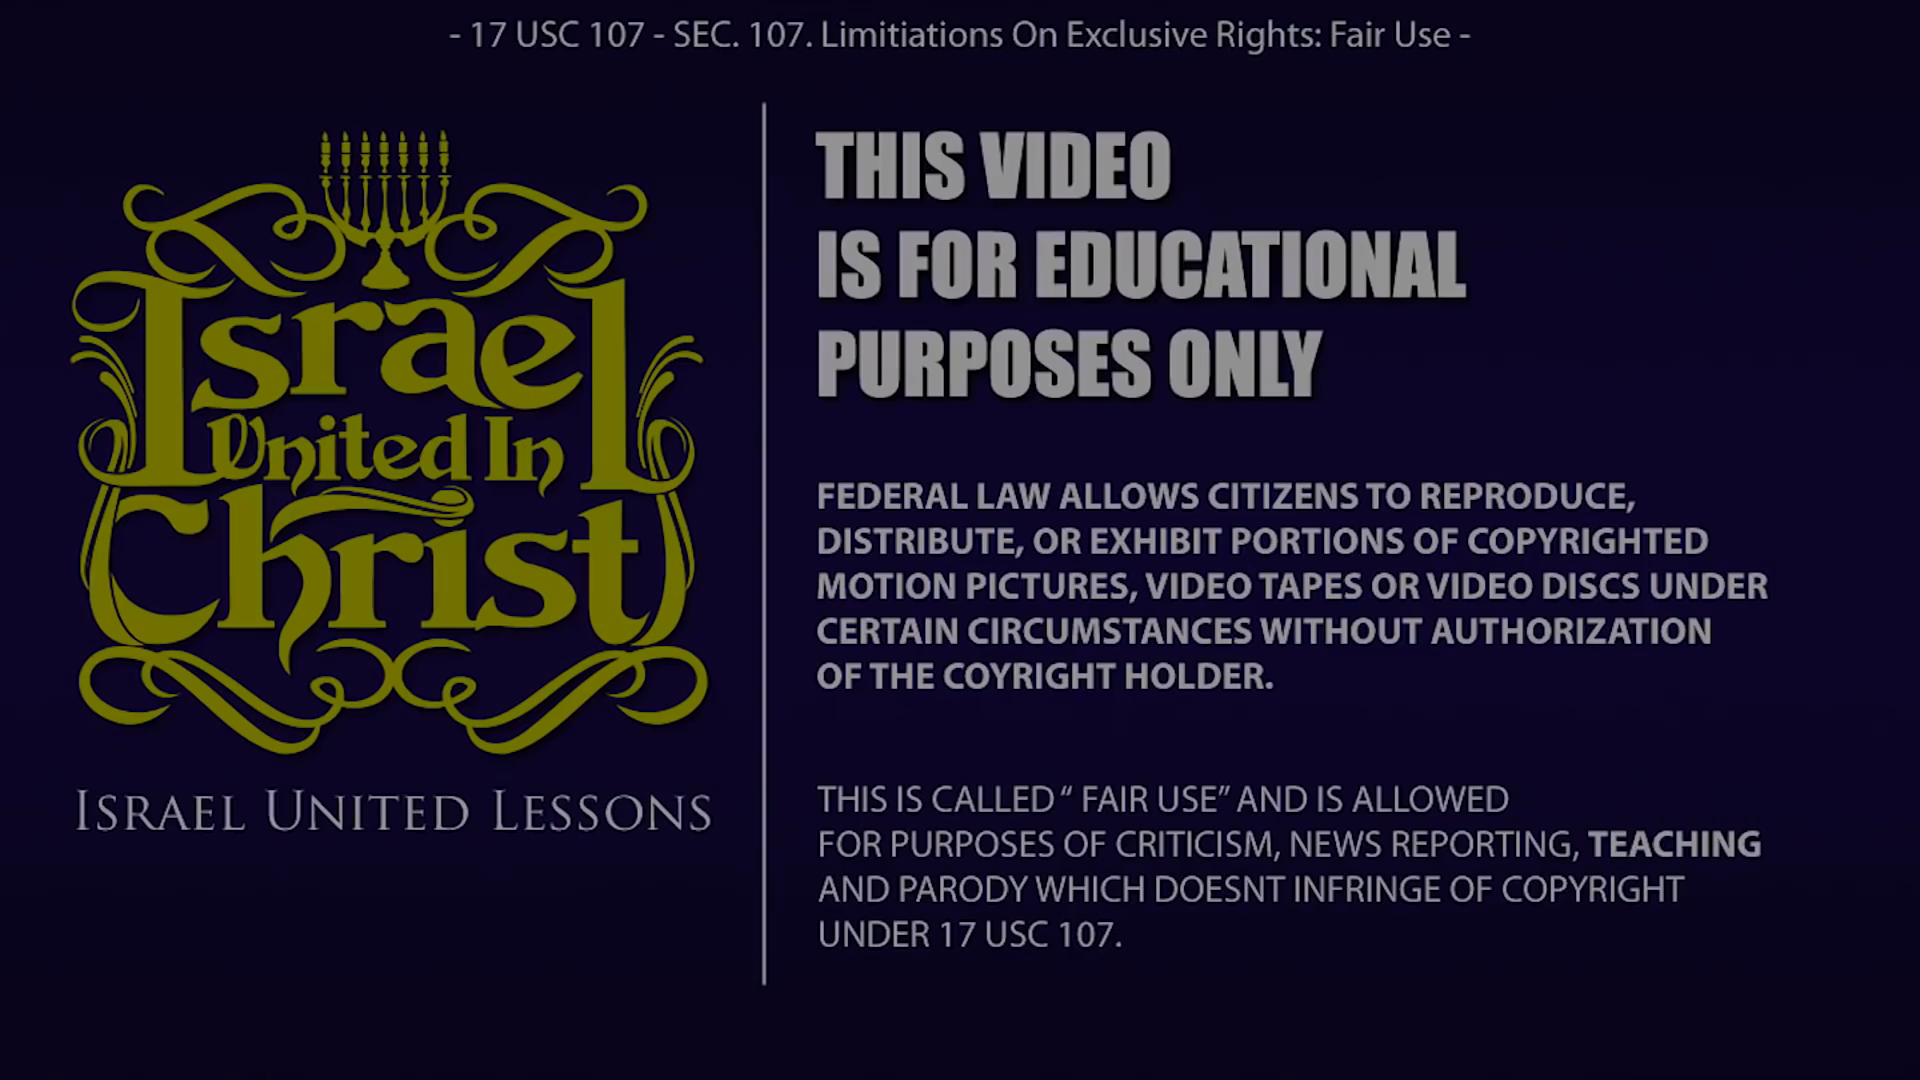 - 17 USC 107 - SEC. 107. Limitiations On Exclusive Rights: Fair Use -
Israel
United In
Christ
ISRAEL UNITED LESSONS
THIS VIDEO
IS FOR EDUCATIONAL
PURPOSES ONLY
FEDERAL LAW ALLOWS CITIZENS TO REPRODUCE,
DISTRIBUTE, OR EXHIBIT PORTIONS OF COPYRIGHTED
MOTION PICTURES, VIDEO TAPES OR VIDEO DISCS UNDER
CERTAIN CIRCUMSTANCES WITHOUT AUTHORIZATION
OF THE COYRIGHT HOLDER.
THIS IS CALLED “ FAIR USE” AND IS ALLOWED
FOR PURPOSES OF CRITICISM, NEWS REPORTING, TEACHING
AND PARODY WHICH DOESNT INFRINGE OF COPYRIGHT
UNDER 17 USC 107.